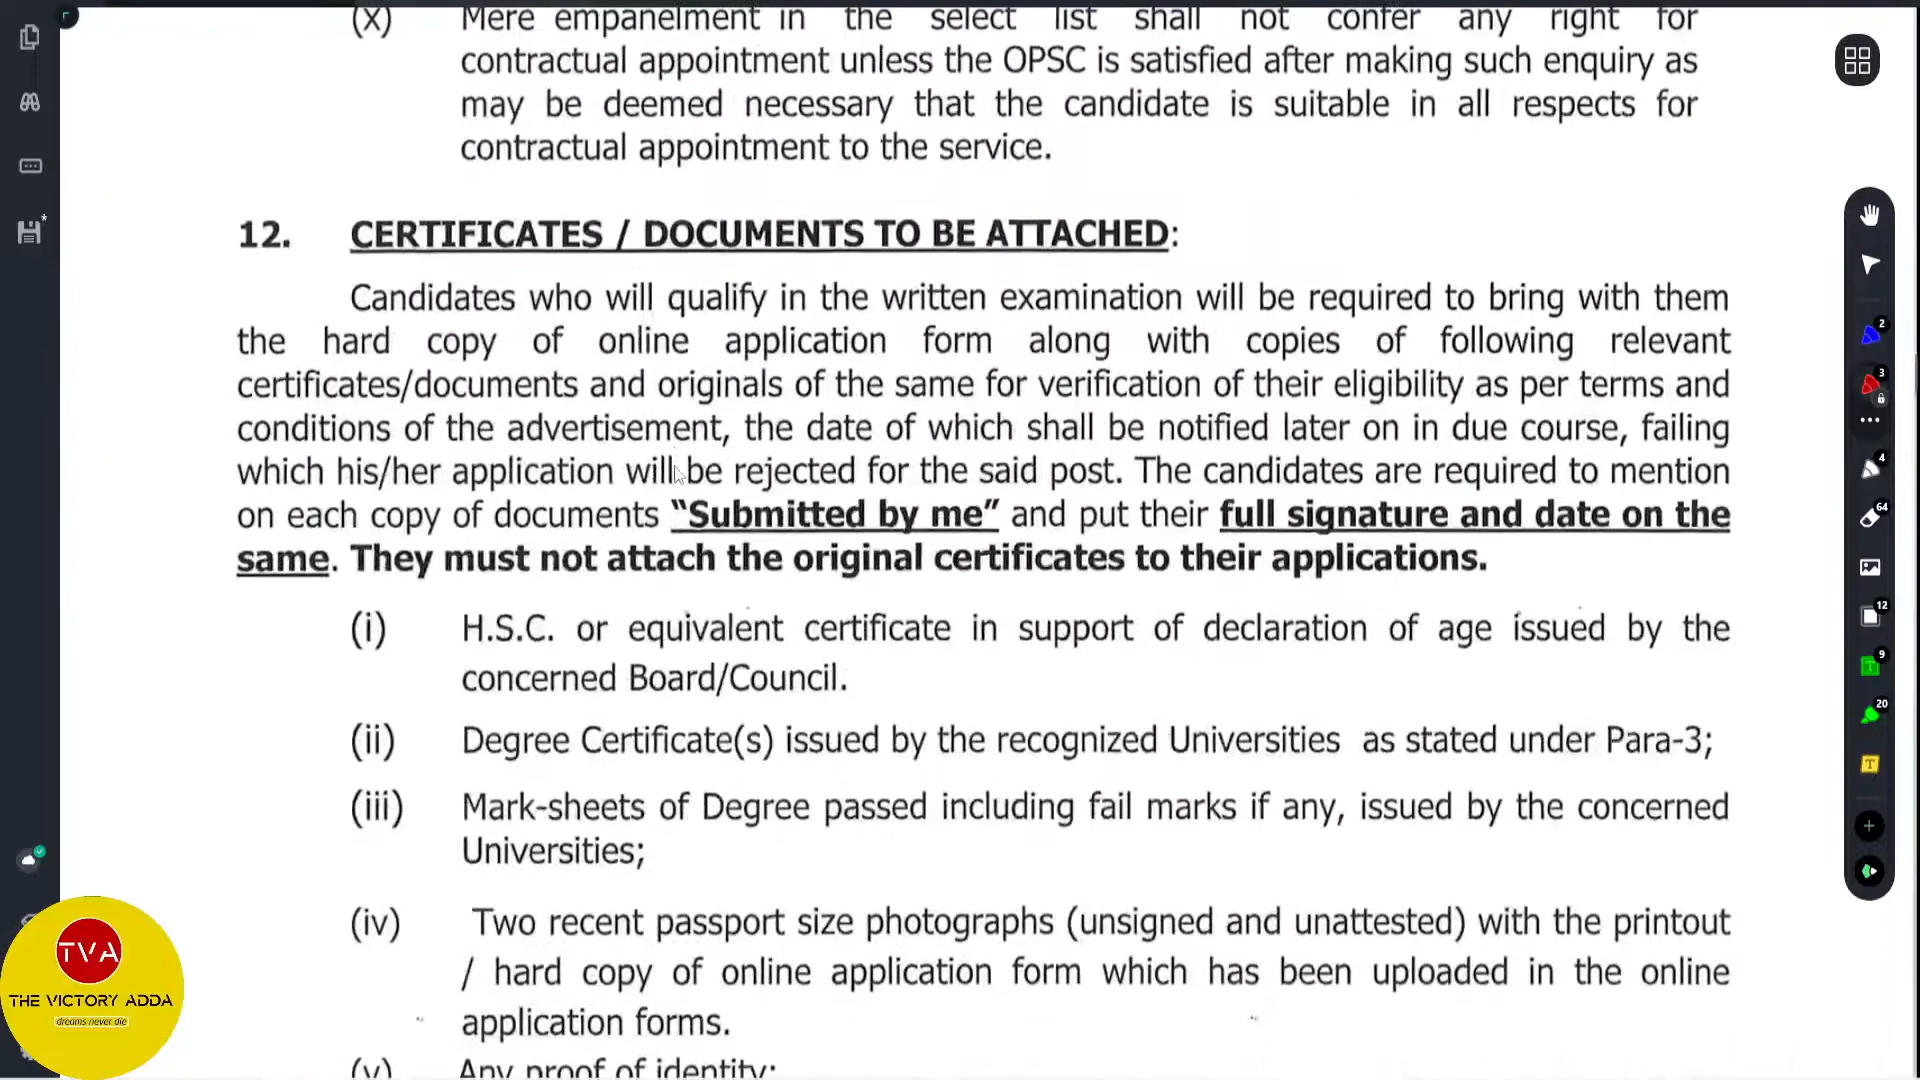 (x) Mere empanelment in the select list shall not confer any right for
contractual appointment unless the OPSC is satisfied after making such enquiry as
may be deemed necessary that the candidate is suitable in all respects for
contractual appointment to the service.
12. CERTIFICATES / DOCUMENTS TO BE ATTACHED:
Candidates who will qualify in the written examination will be required to bring with them
the hard copy of online application form along with copies of following relevant
certificates/documents and originals of the same for verification of their eligibility as per terms and
conditions of the advertisement, the date of which shall be notified later on in due course, failing
which his/her application will be rejected for the said post. The candidates are required to mention
on each copy of documents “Submitted by me” and put their full signature and date on the
same. They must not attach the original certificates to their applications.
(i) H.S.C. or equivalent certificate in support of declaration of age issued by the
concerned Board/Council.
(ii) Degree Certificate(s) issued by the recognized Universities as stated under Para-3;
(iii) Mark-sheets of Degree passed including fail marks if any, issued by the concerned
Universities;
(iv) Two recent passport size photographs (unsigned and unattested) with the printout
/ hard copy of online application form which has been uploaded in the online
application forms.
(v) Any proof of identity;
2
3
4
64
12
T 9
20
T
TVA
THE VICTORY ADDA
dreams never die